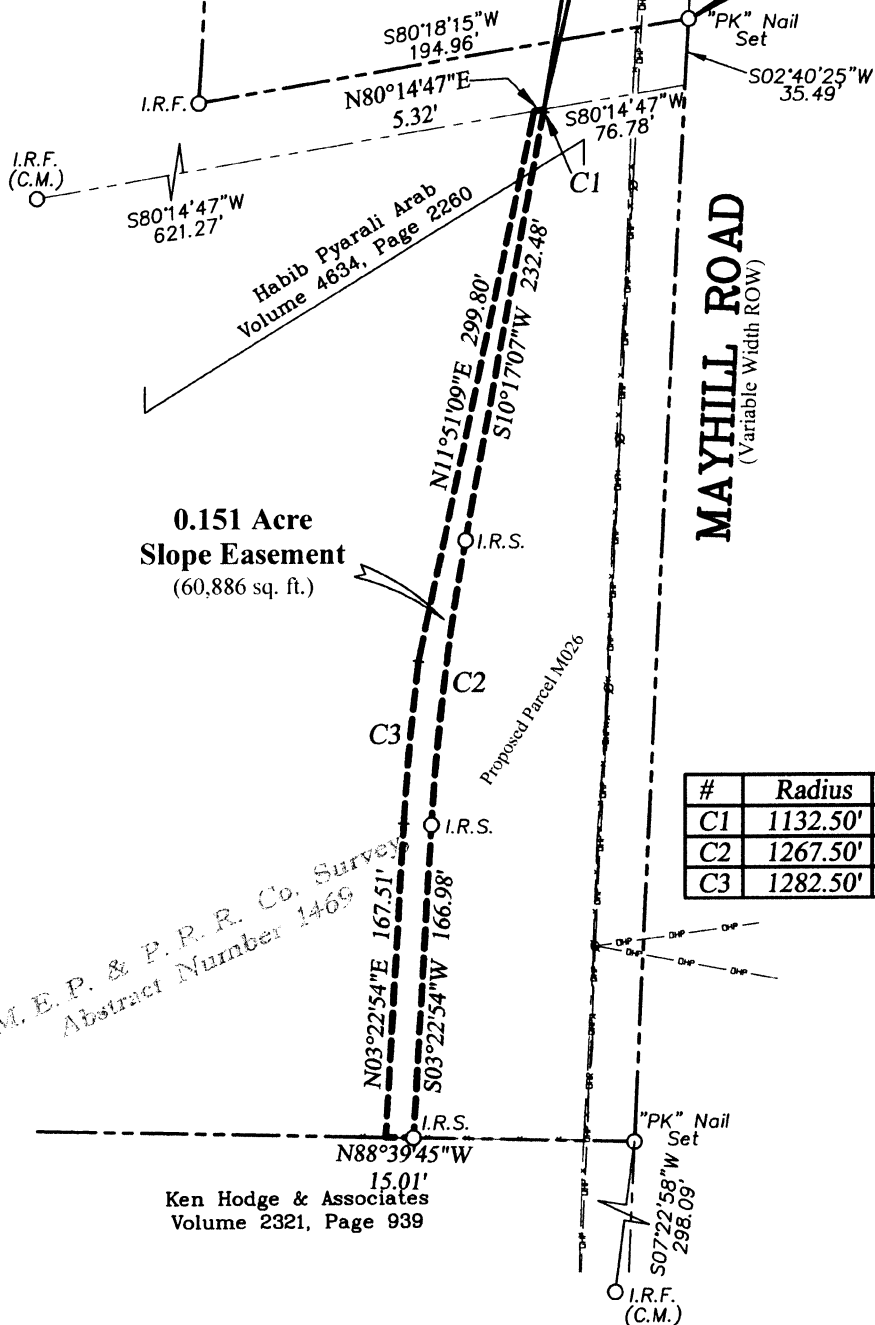 S80°18'15"W
194.96'
"PK" Nail
Set
S02°40'25"W
35.49'
I.R.F.
N80°14'47"E
5.32'
S80°14'47"W
76.78'
C1
I.R.F.
(C.M.)
S80°14'47"W
621.27'
Habib Pyarali Arab
Volume 4634, Page 2260
N11°51'09"E 299.80'
S10°17'07"W 232.48'
MAYHILL ROAD
(Variable Width ROW)
0.151 Acre
Slope Easement
(60,886 sq. ft.)
I.R.S.
C2
C3
Proposed Parcel M026
I.R.S.
# Radius
C1 1132.50'
C2 1267.50'
C3 1282.50'
M. E. P. & P. R. R. Co. Survey,
Abstract Number 1469
N03°22'54"E 167.51'
S03°22'54"W 166.98'
OHP OHP
OHP OHP
I.R.S.
"PK" Nail
Set
N88°39'45"W
15.01'
Ken Hodge & Associates
Volume 2321, Page 939
S07°22'58"W
298.09'
I.R.F.
(C.M.)